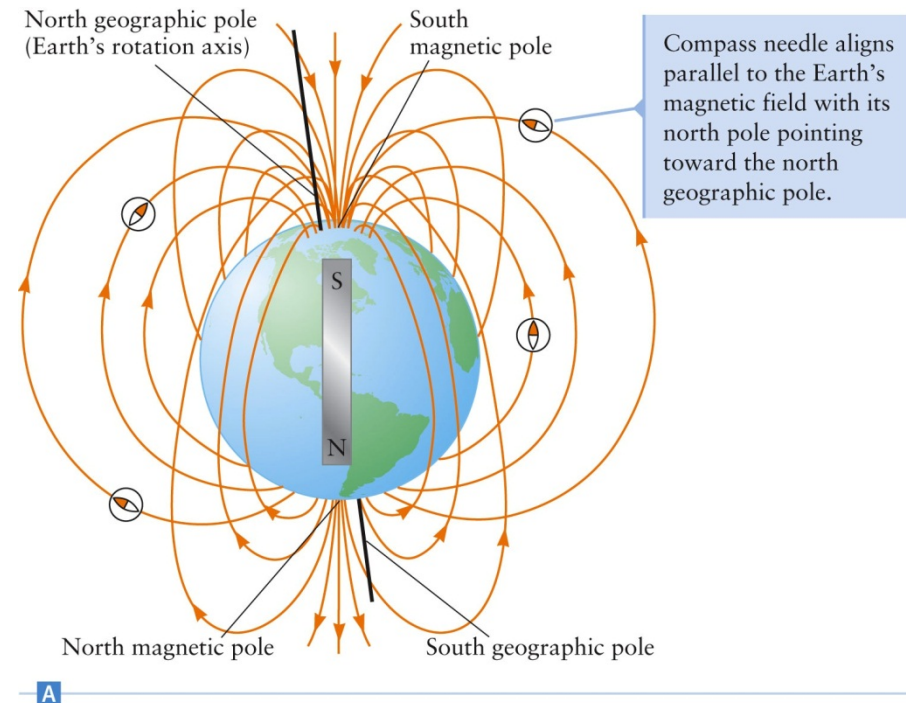 North geographic pole
(Earth's rotation axis)
South
magnetic pole
Compass needle aligns
parallel to the Earth's
magnetic field with its
north pole pointing
toward the north
geographic pole.
S
N
North magnetic pole
South geographic pole
A